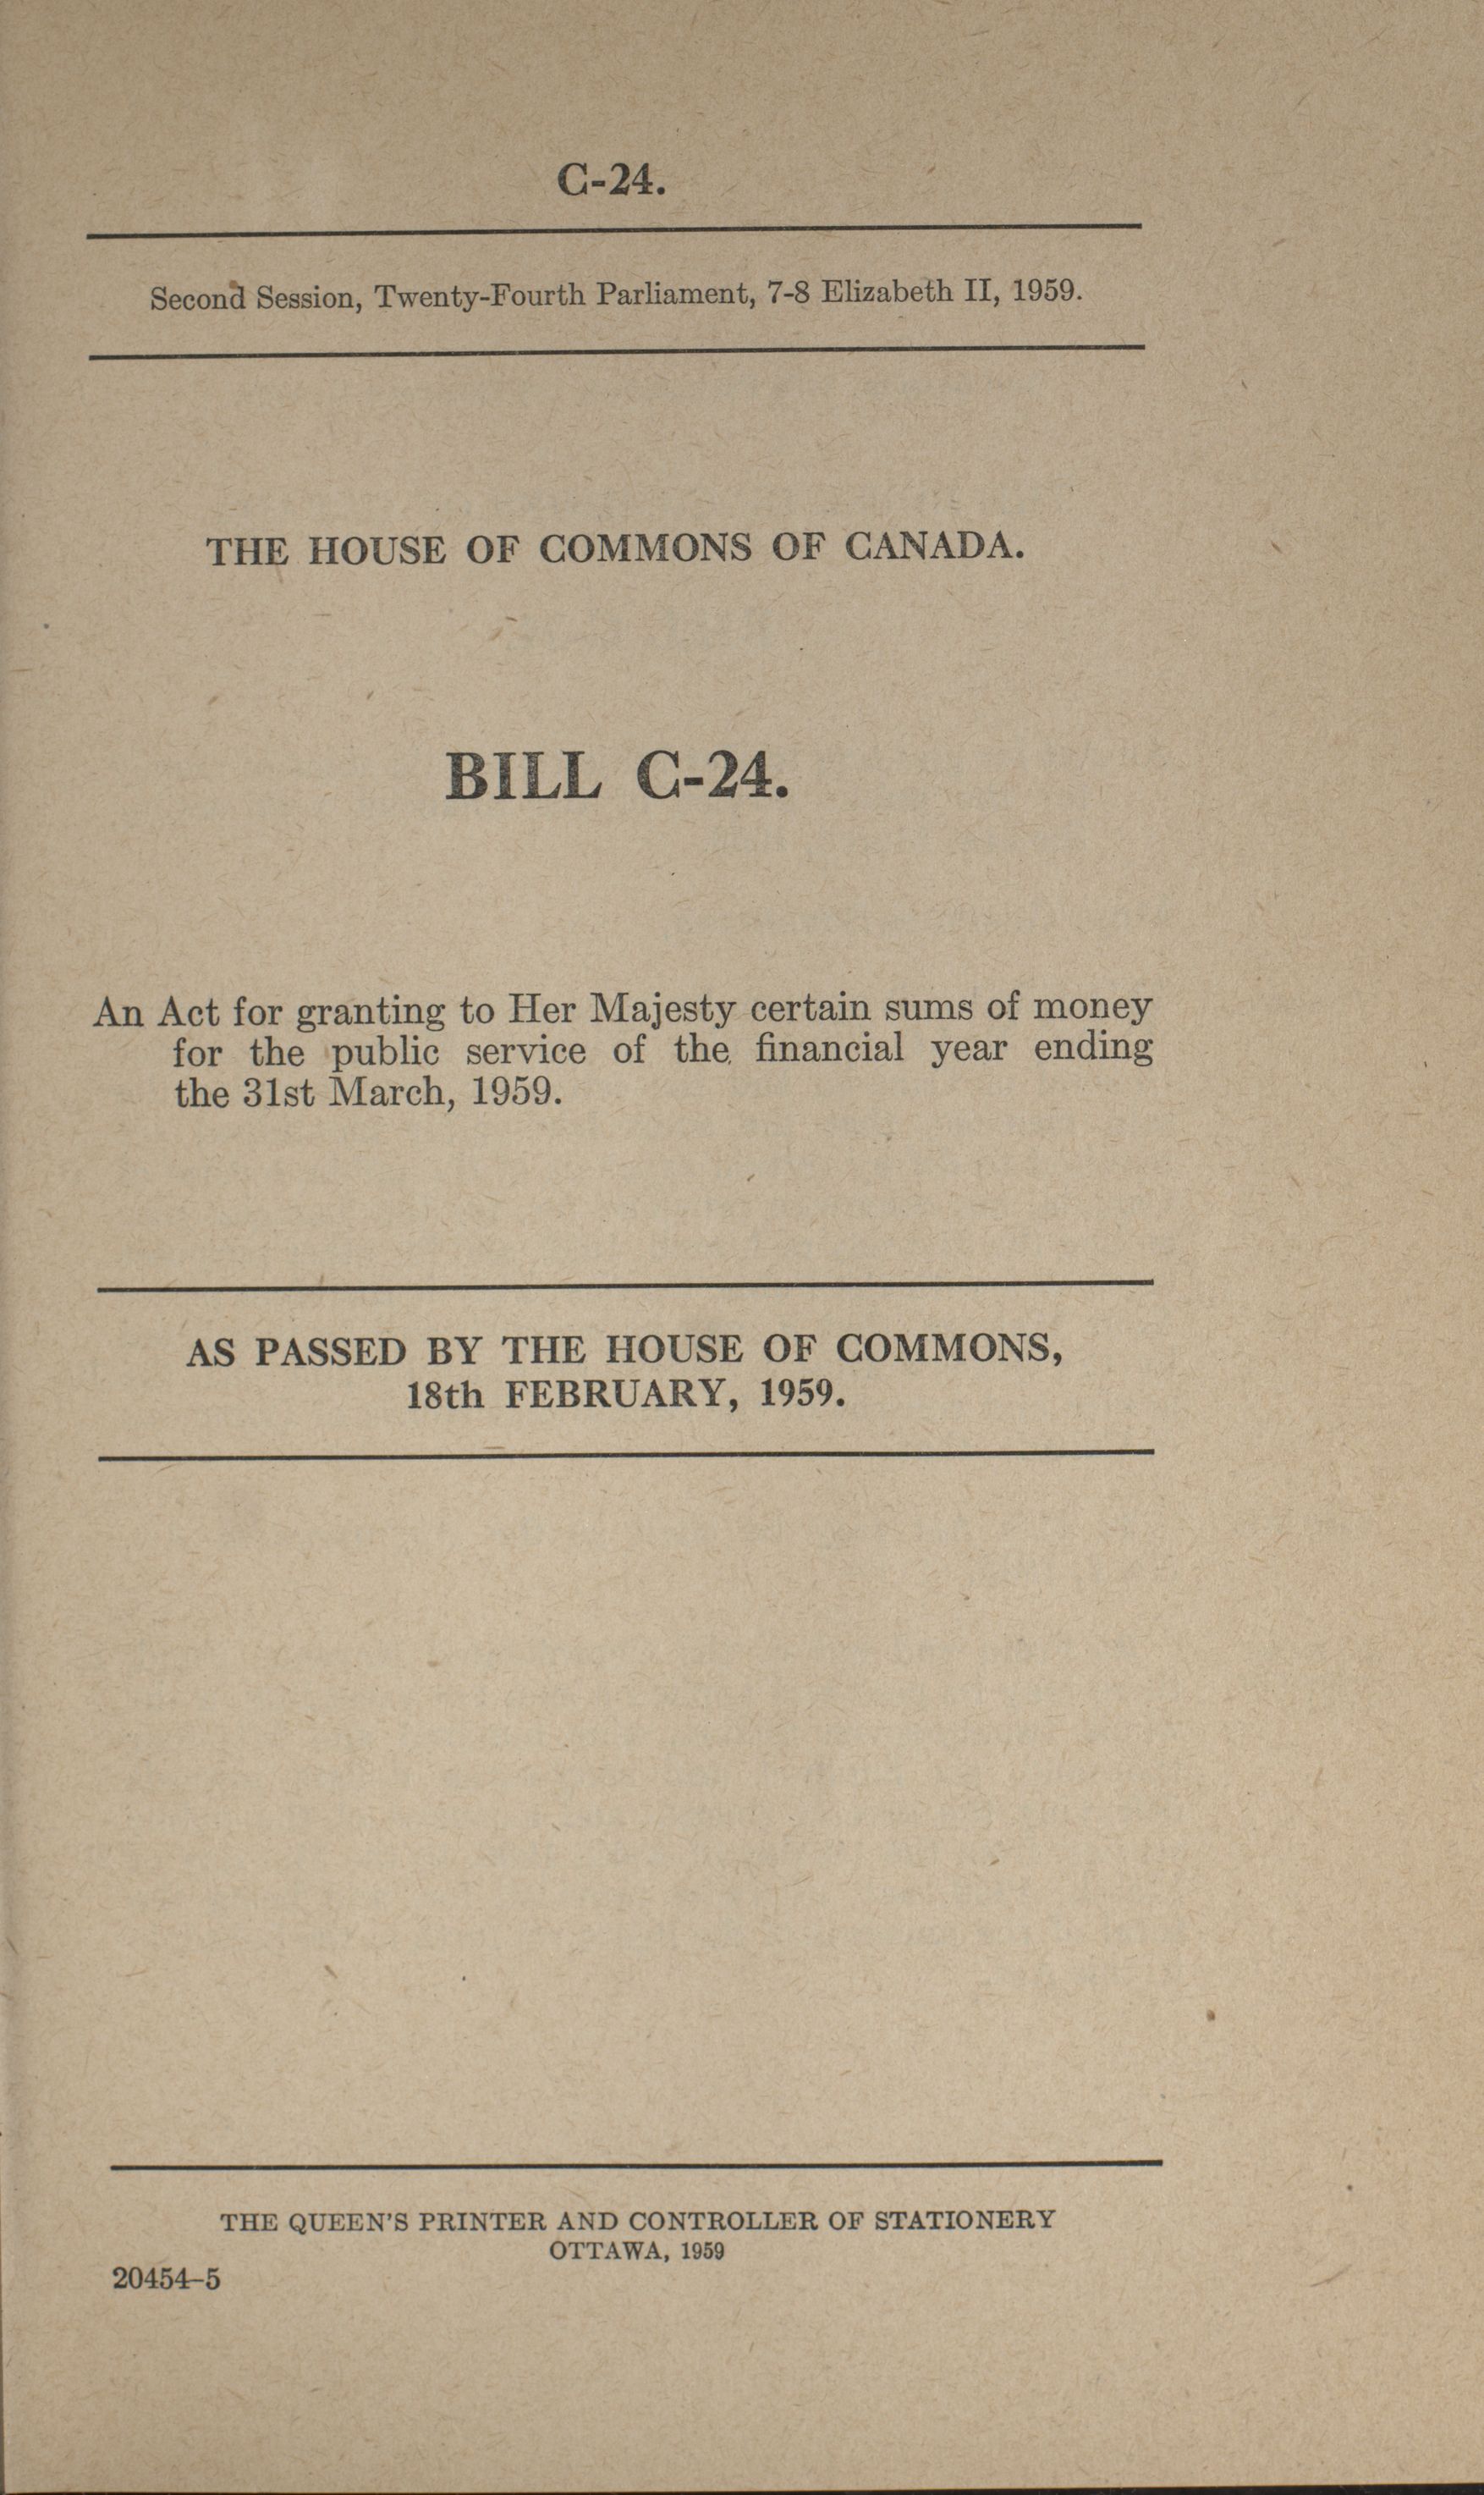 C-24.
Second Session, Twenty-Fourth Parliament, 7-8 Elizabeth II, 1959.
THE HOUSE OF COMMONS OF CANADA.
BILL C-24.
An Act for granting to Her Majesty certain sums of money
for the public service of the financial year ending
the 31st March, 1959.
AS PASSED BY THE HOUSE OF COMMONS,
18th FEBRUARY, 1959.
THE QUEEN'S PRINTER AND CONTROLLER OF STATIONERY
OTTAWA, 1959
20454-5